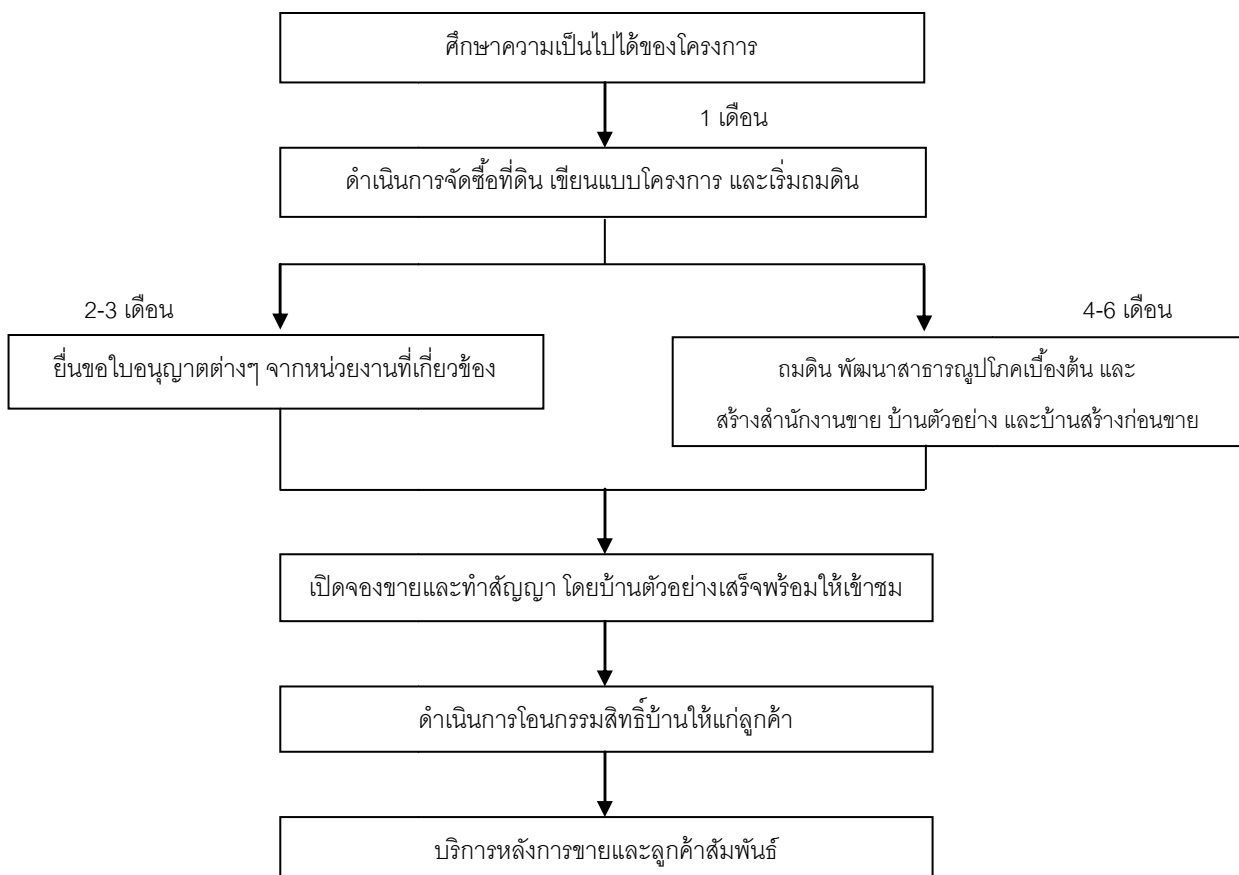 ศึกษาความเป็นไปได้ของโครงการ
1 เดือน
ดำเนินการจัดซื้อที่ดิน เขียนแบบโครงการ และเริ่มถมดิน
2-3 เดือน
4-6 เดือน
ยื่นขอใบอนุญาตต่างๆ จากหน่วยงานที่เกี่ยวข้อง
ถมดิน พัฒนาสาธารณูปโภคเบื้องต้น และ
สร้างสำนักงานขาย บ้านตัวอย่าง และบ้านสร้างก่อนขาย
เปิดจองขายและทำสัญญา โดยบ้านตัวอย่างเสร็จพร้อมให้เข้าชม
ดำเนินการโอนกรรมสิทธิ์บ้านให้แก่ลูกค้า
บริการหลังการขายและลูกค้าสัมพันธ์